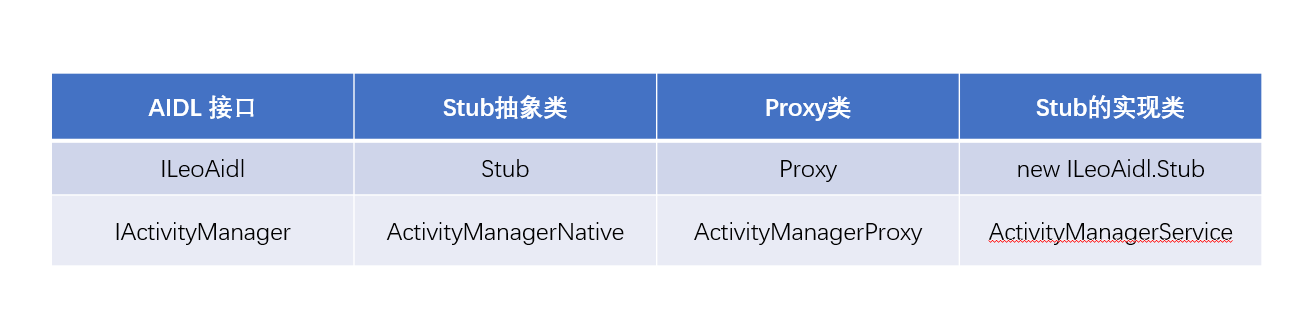 AIDL 接口 Stub抽象类 Proxy类 Stub的实现类
ILeoAidl Stub Proxy new ILeoAidl.Stub
IActivityManager ActivityManagerNative ActivityManagerProxy ActivityManagerService